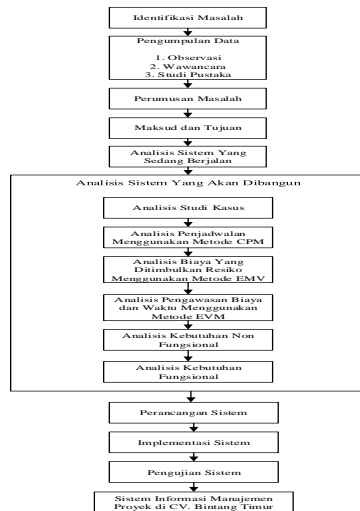 Identifikasi Masalah
Pengumpulan Data
1. Observasi
2. Wawancara
3. Studi Pustaka
Perumusan Masalah
Maksud dan Tujuan
Analisis Sistem Yang
Sedang Berjalan
Analisis Sistem Yang Akan Dibangun
Analisis Studi Kasus
Analisis Penjadwalan
Menggunakan Metode CPM
Analisis Biaya Yang
Ditimbulkan Resiko
Menggunakan Metode EMV
Analisis Pengawasan Biaya
dan Waktu Menggunakan
Metode EVM
Analisis Kebutuhan Non
Fungsional
Analisis Kebutuhan
Fungsional
Perancangan Sistem
Implementasi Sistem
Pengujian Sistem
Sistem Informasi Manajemen
Proyek di CV. Bintang Timur